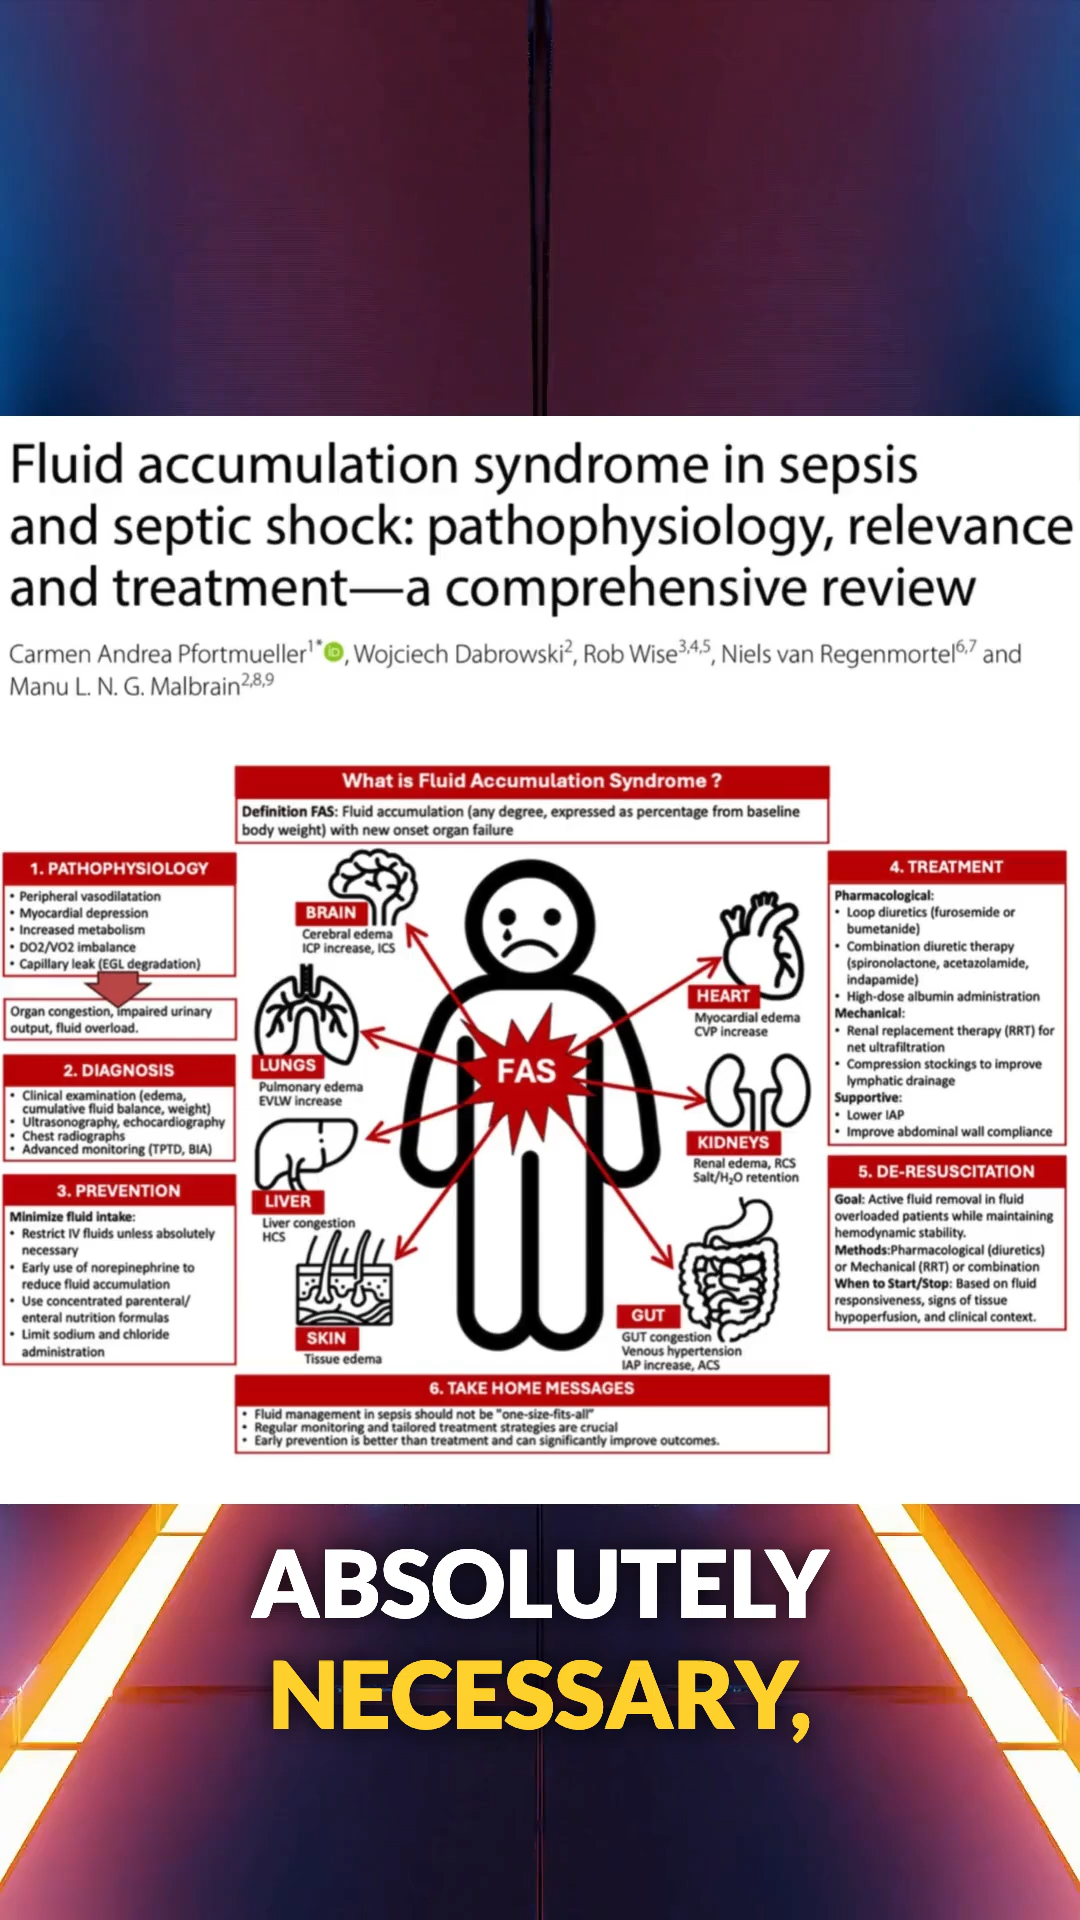 Fluid accumulation syndrome in sepsis
and septic shock: pathophysiology, relevance
and treatment—a comprehensive review
Carmen Andrea Pfortmueller1* iD, Wojciech Dabrowski2, Rob Wise3,4,5, Niels van Regenmortel6,7 and
Manu L. N. G. Malbrain2,8,9
What is Fluid Accumulation Syndrome ?
Definition FAS: Fluid accumulation (any degree, expressed as percentage from baseline
body weight) with new onset organ failure
1. PATHOPHYSIOLOGY
• Peripheral vasodilatation
• Myocardial depression
• Increased metabolism
• DO2/VO2 imbalance
• Capillary leak (EGL degradation)
Organ congestion, impaired urinary
output, fluid overload.
2. DIAGNOSIS
• Clinical examination (edema,
cumulative fluid balance, weight)
• Ultrasonography, echocardiography
• Chest radiographs
• Advanced monitoring (TPTD, BIA)
3. PREVENTION
Minimize fluid intake:
• Restrict IV fluids unless absolutely
necessary
• Early use of norepinephrine to
reduce fluid accumulation
• Use concentrated parenteral/
enteral nutrition formulas
• Limit sodium and chloride
administration
BRAIN
Cerebral edema
ICP increase, ICS
LUNGS
Pulmonary edema
EVLW increase
LIVER
Liver congestion
HCS
SKIN
Tissue edema
FAS
HEART
Myocardial edema
CVP increase
KIDNEYS
Renal edema, RCS
Salt/H₂O retention
GUT
GUT congestion
Venous hypertension
IAP increase, ACS
4. TREATMENT
Pharmacological:
• Loop diuretics (furosemide or
bumetanide)
• Combination diuretic therapy
(spironolactone, acetazolamide,
indapamide)
• High-dose albumin administration
Mechanical:
• Renal replacement therapy (RRT) for
net ultrafiltration
• Compression stockings to improve
lymphatic drainage
Supportive:
• Lower IAP
• Improve abdominal wall compliance
5. DE-RESUSCITATION
Goal: Active fluid removal in fluid
overloaded patients while maintaining
hemodynamic stability.
Methods:Pharmacological (diuretics)
or Mechanical (RRT) or combination
When to Start/Stop: Based on fluid
responsiveness, signs of tissue
hypoperfusion, and clinical context.
6. TAKE HOME MESSAGES
• Fluid management in sepsis should not be "one-size-fits-all"
• Regular monitoring and tailored treatment strategies are crucial
• Early prevention is better than treatment and can significantly improve outcomes.
ABSOLUTELY
NECESSARY,